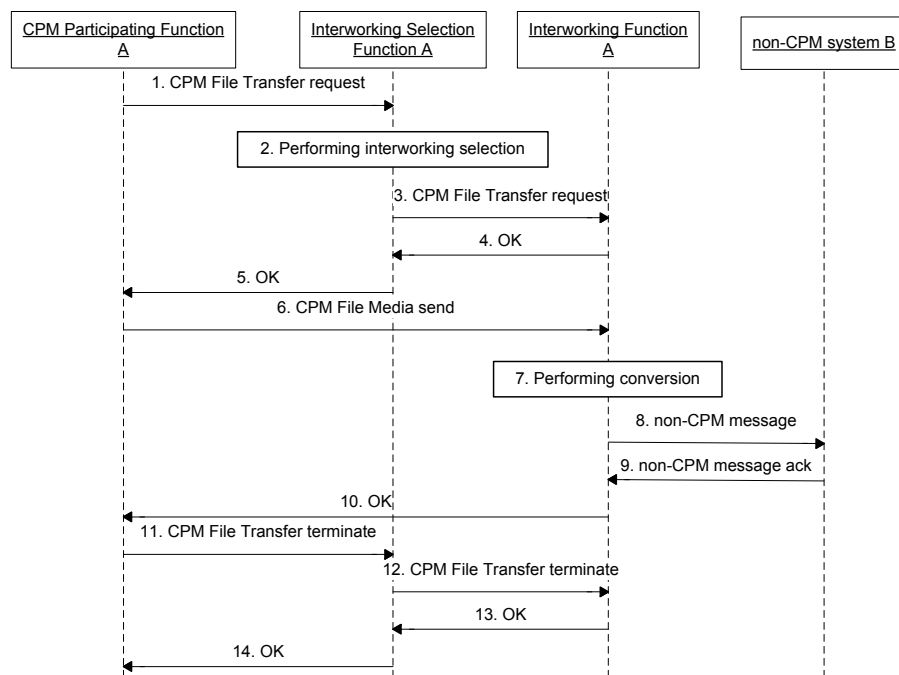 CPM Participating Function
A
Interworking Selection
Function A
Interworking Function
A
non-CPM system B
1. CPM File Transfer request
2. Performing interworking selection
3. CPM File Transfer request
4. OK
5. OK
6. CPM File Media send
7. Performing conversion
8. non-CPM message
9. non-CPM message ack
10. OK
11. CPM File Transfer terminate
12. CPM File Transfer terminate
13. OK
14. OK